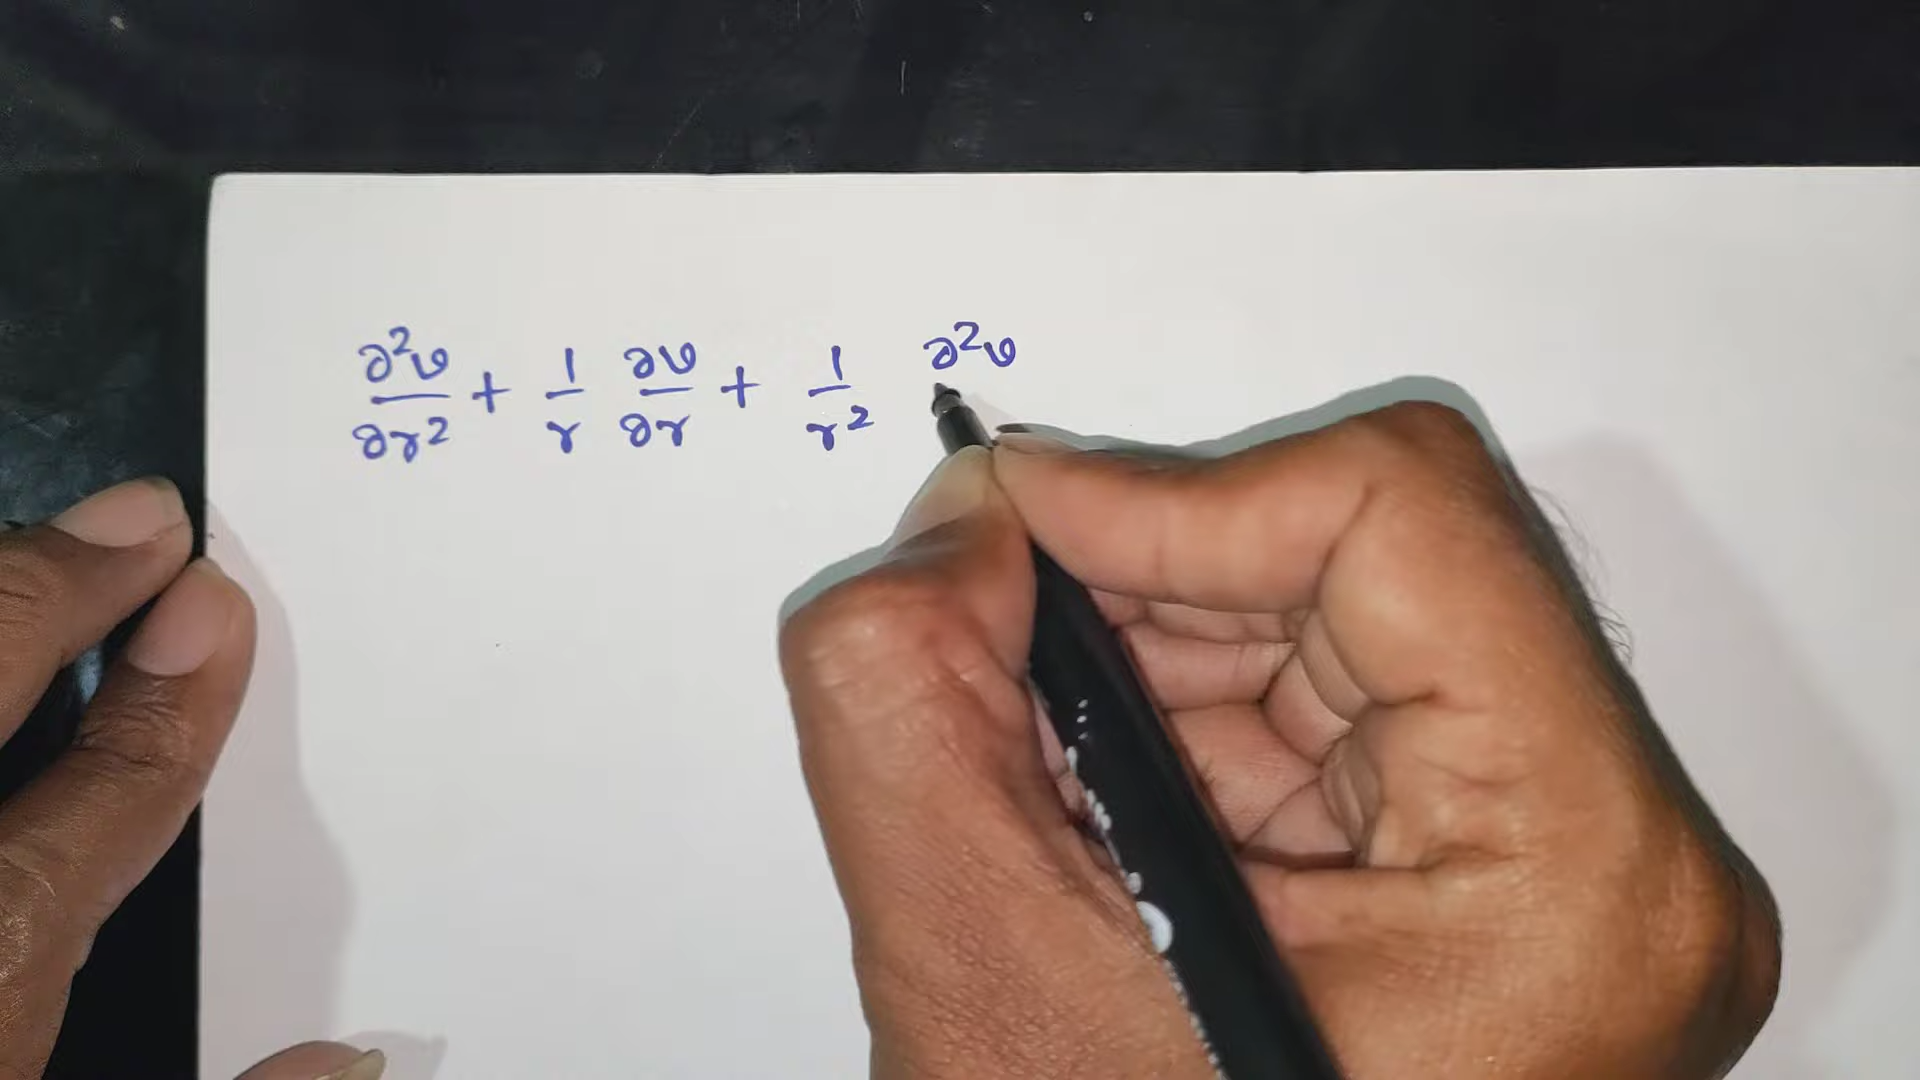 ∂²v/∂r² + 1/r ∂v/∂r + 1/r² ∂²v